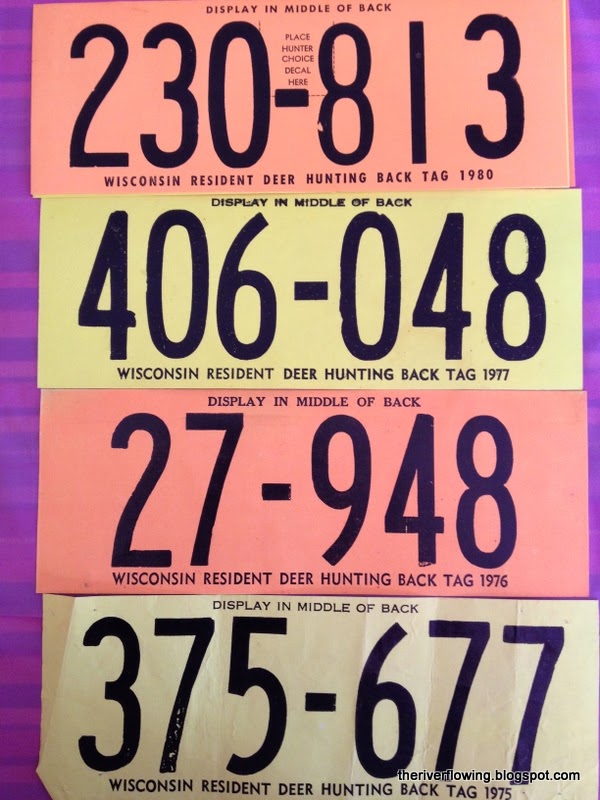 DISPLAY IN MIDDLE OF BACK
PLACE
HUNTER
CHOICE
DECAL
HERE
230-813
WISCONSIN RESIDENT DEER HUNTING BACK TAG 1980
DISPLAY IN MIDDLE OF BACK
406-048
WISCONSIN RESIDENT DEER HUNTING BACK TAG 1977
DISPLAY IN MIDDLE OF BACK
27-948
WISCONSIN RESIDENT DEER HUNTING BACK TAG 1976
DISPLAY IN MIDDLE OF BACK
375-677
WISCONSIN RESIDENT DEER HUNTING BACK TAG 1975
theriverflowing.blogspot.com